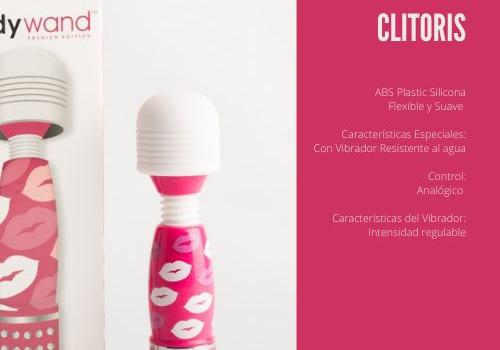 dywand
FASHION EDITION
CLITORIS
ABS Plastic Silicona
Flexible y Suave
Características Especiales:
Con Vibrador Resistente al agua
Control:
Analógico
Características del Vibrador:
Intensidad regulable